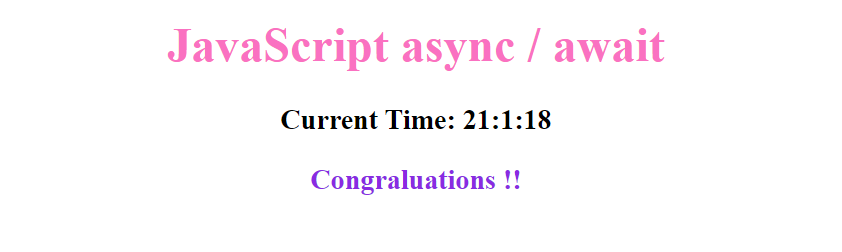 JavaScript async / await
Current Time: 21:1:18
Congraluations !!